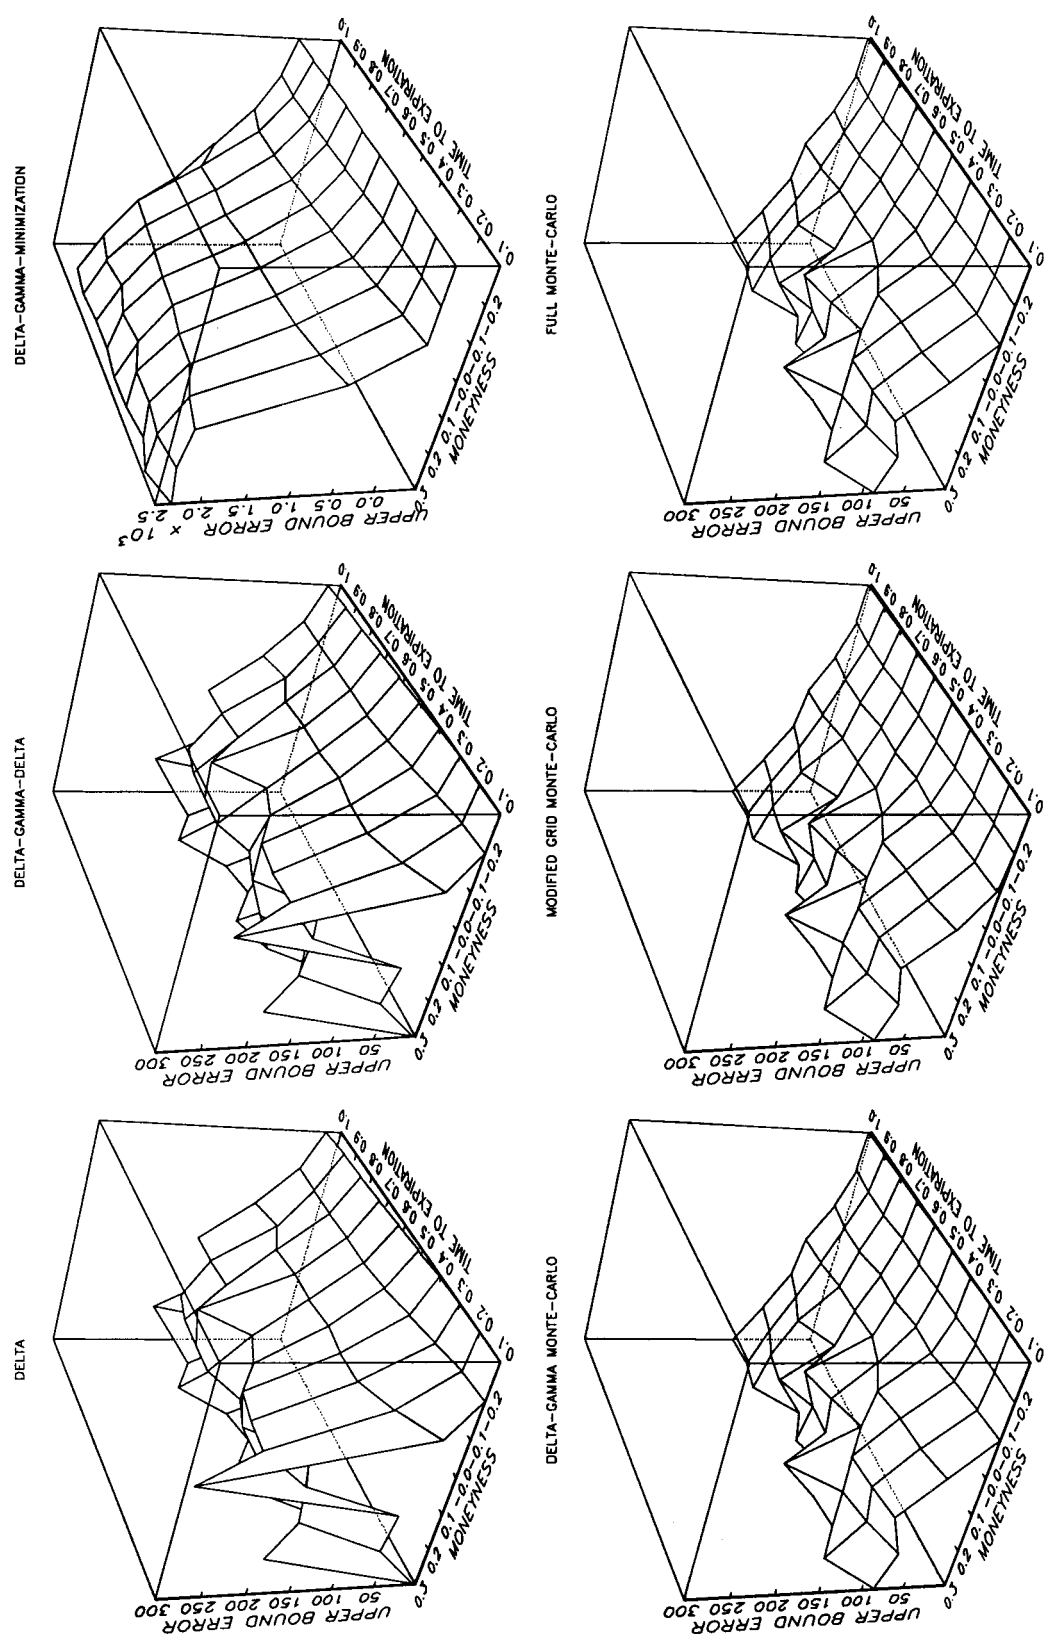 DELTA
UPPER BOUND ERROR
50 100 150 200 250 300
0.3 0.2 0.1 -0.0 -0.1 -0.2
MONEYNESS
0.1 0.2 0.3 0.4 0.5 0.6 0.7 0.8 0.9 1.0
TIME TO EXPIRATION
DELTA-GAMMA-DELTA
UPPER BOUND ERROR
50 100 150 200 250 300
0.3 0.2 0.1 -0.0 -0.1 -0.2
MONEYNESS
0.1 0.2 0.3 0.4 0.5 0.6 0.7 0.8 0.9 1.0
TIME TO EXPIRATION
DELTA-GAMMA-MINIMIZATION
UPPER BOUND ERROR × 10³
0.0 0.5 1.0 1.5 2.0 2.5
0.3 0.2 0.1 -0.0 -0.1 -0.2
MONEYNESS
0.1 0.2 0.3 0.4 0.5 0.6 0.7 0.8 0.9 1.0
TIME TO EXPIRATION
DELTA-GAMMA MONTE-CARLO
UPPER BOUND ERROR
50 100 150 200 250 300
0.3 0.2 0.1 -0.0 -0.1 -0.2
MONEYNESS
0.1 0.2 0.3 0.4 0.5 0.6 0.7 0.8 0.9 1.0
TIME TO EXPIRATION
MODIFIED GRID MONTE-CARLO
UPPER BOUND ERROR
50 100 150 200 250 300
0.3 0.2 0.1 -0.0 -0.1 -0.2
MONEYNESS
0.1 0.2 0.3 0.4 0.5 0.6 0.7 0.8 0.9 1.0
TIME TO EXPIRATION
FULL MONTE-CARLO
UPPER BOUND ERROR
50 100 150 200 250 300
0.3 0.2 0.1 -0.0 -0.1 -0.2
MONEYNESS
0.1 0.2 0.3 0.4 0.5 0.6 0.7 0.8 0.9 1.0
TIME TO EXPIRATION